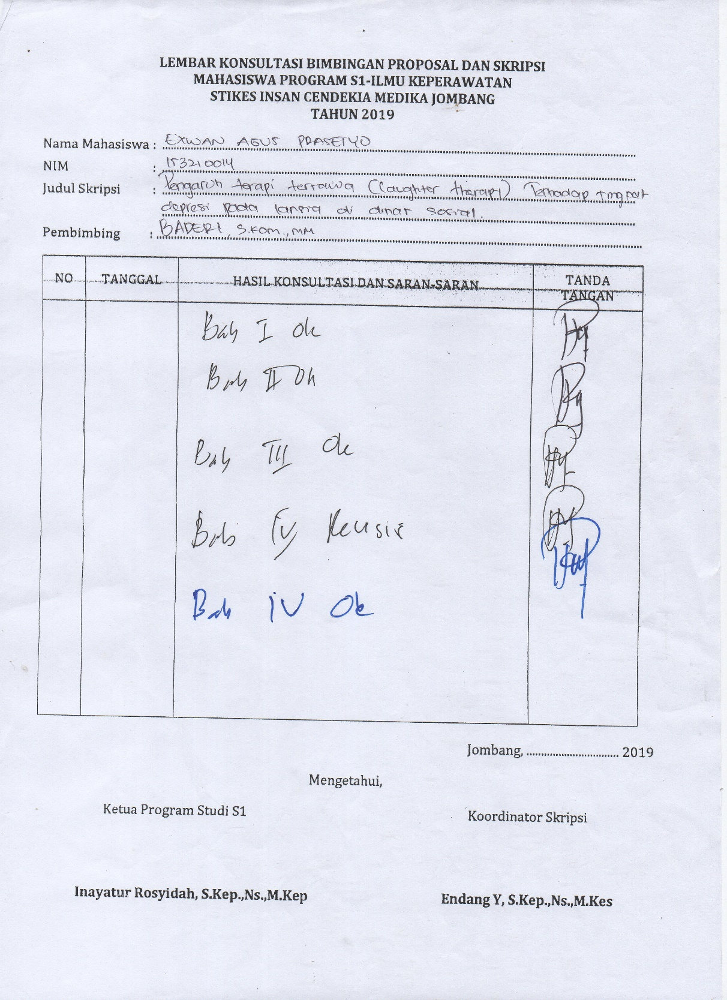 LEMBAR KONSULTASI BIMBINGAN PROPOSAL DAN SKRIPSI
MAHASISWA PROGRAM S1-ILMU KEPERAWATAN
STIKES INSAN CENDEKIA MEDIKA JOMBANG
TAHUN 2019
Nama Mahasiswa : EXWAN AGUS PRASETYO
NIM : 153210014
Judul Skripsi : Pengaruh terapi tertawa (laughter therapi) Terhadap tingkat
depresi pada lansia di dinas sosial.
Pembimbing : BADERI, S.Kom., MM
NO TANGGAL HASIL KONSULTASI DAN SARAN-SARAN TANDA TANGAN
Bab I Ok
Bab II Ok
Bab III Ok
Bab IV Revisi
Bab IV Ok
Jombang, .............................. 2019
Mengetahui,
Ketua Program Studi S1 Koordinator Skripsi
Inayatur Rosyidah, S.Kep.,Ns.,M.Kep Endang Y, S.Kep.,Ns.,M.Kes